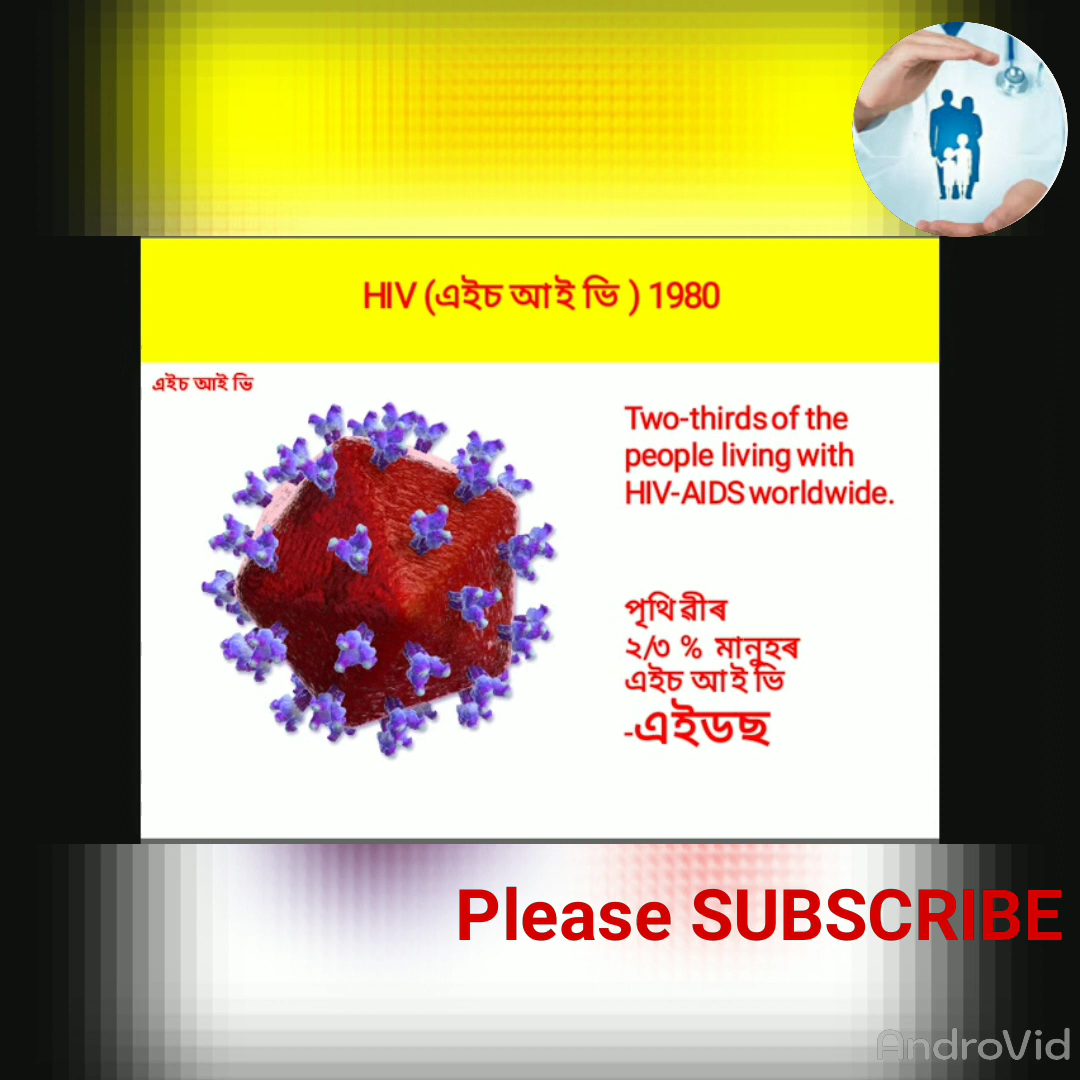 HIV (এইচ আই ভি ) 1980
এইচ আই ভি
Two-thirds of the
people living with
HIV-AIDS worldwide.
পৃথিৱীৰ
২/৩ % মানুহৰ
এইচ আই ভি
-এইডছ
Please SUBSCRIBE
AndroVid